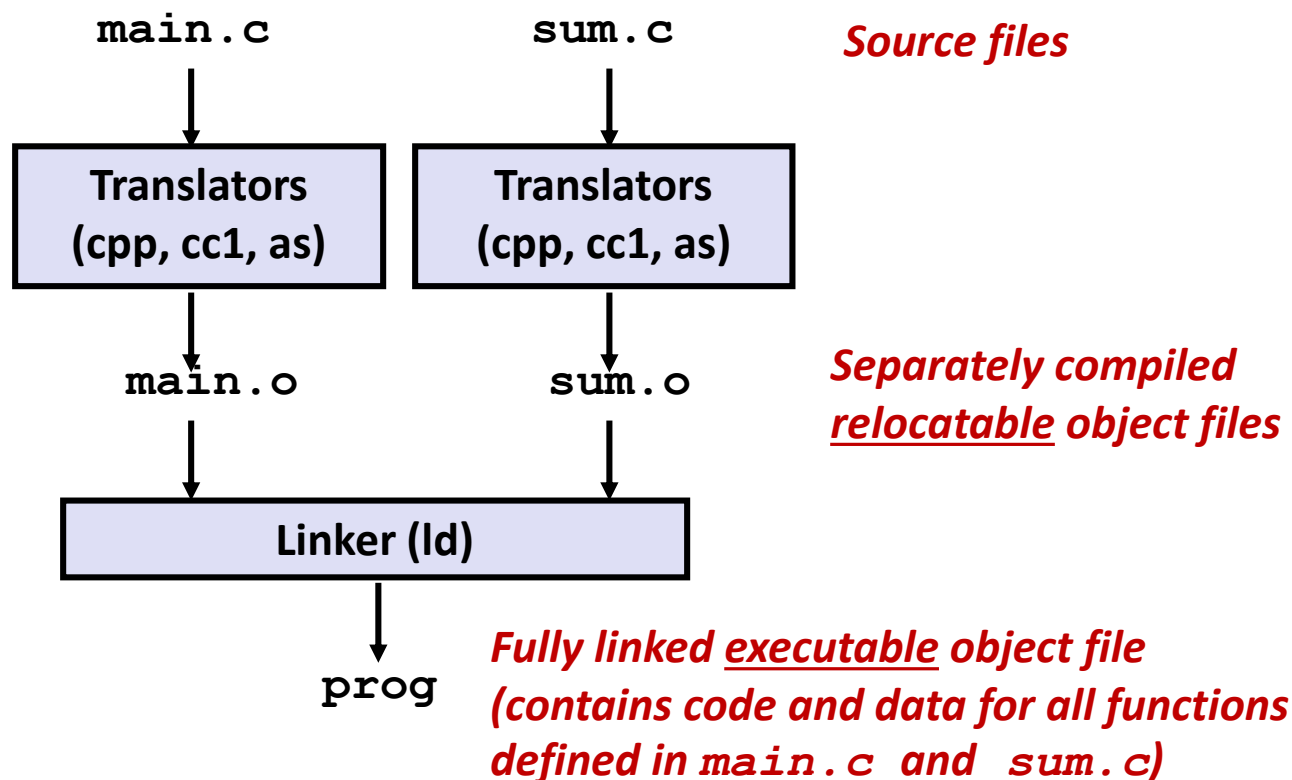 main.c
sum.c
Source files
Translators
(cpp, cc1, as)
Translators
(cpp, cc1, as)
main.o
sum.o
Separately compiled
relocatable object files
Linker (ld)
prog
Fully linked executable object file
(contains code and data for all functions
defined in main.c and sum.c)